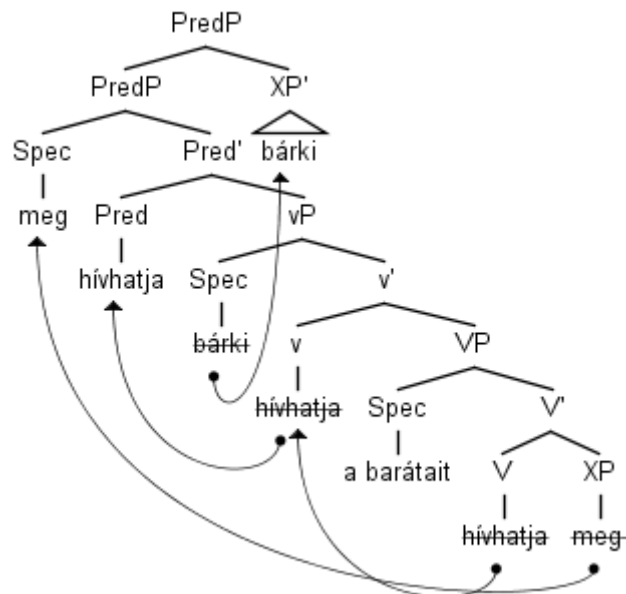 PredP
PredP XP'
Spec Pred' bárki
meg Pred vP
hívhatja Spec v'
bárki v VP
hívhatja Spec V'
a barátait V XP
hívhatja meg